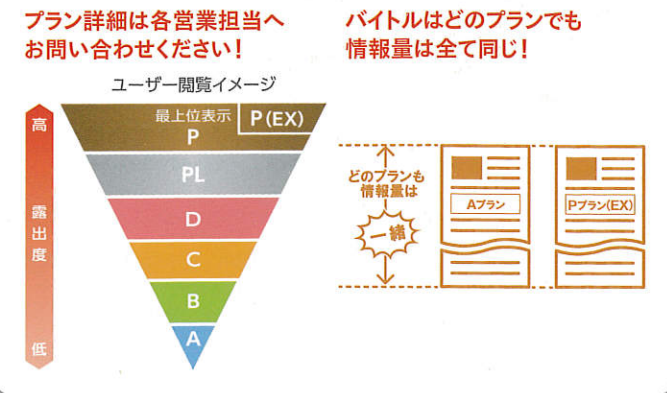 プラン詳細は各営業担当へ
お問い合わせください!
バイトルはどのプランでも
情報量は全て同じ!
ユーザー閲覧イメージ
高
露出度
低
最上位表示
P(EX)
P
PL
D
C
B
A
どのプランも
情報量は
一緒
Aプラン
Pプラン(EX)